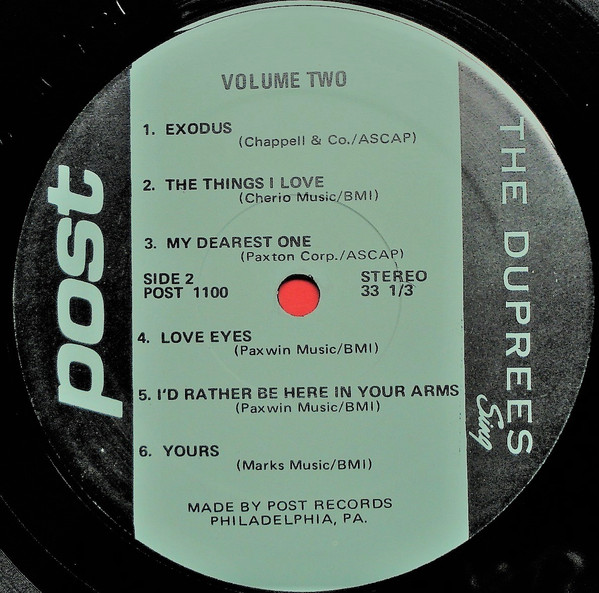 VOLUME TWO
1. EXODUS
(Chappell & Co./ASCAP)
2. THE THINGS I LOVE
(Cherio Music/BMI)
3. MY DEAREST ONE
(Paxton Corp./ASCAP)
SIDE 2 STEREO
POST 1100 33 1/3
4. LOVE EYES
(Paxwin Music/BMI)
5. I'D RATHER BE HERE IN YOUR ARMS
(Paxwin Music/BMI)
6. YOURS
(Marks Music/BMI)
MADE BY POST RECORDS
PHILADELPHIA, PA.
post
THE DUPREES
Sing